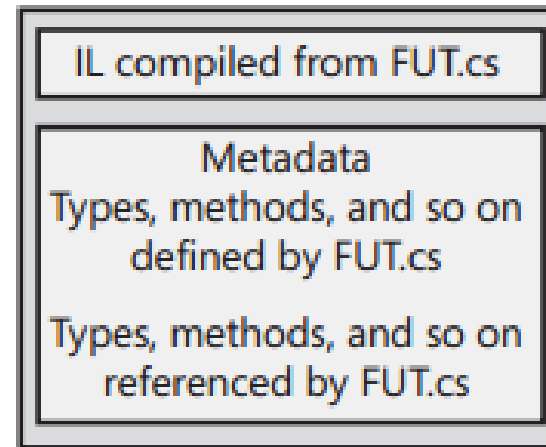 IL compiled from FUT.cs
Metadata
Types, methods, and so on
defined by FUT.cs
Types, methods, and so on
referenced by FUT.cs